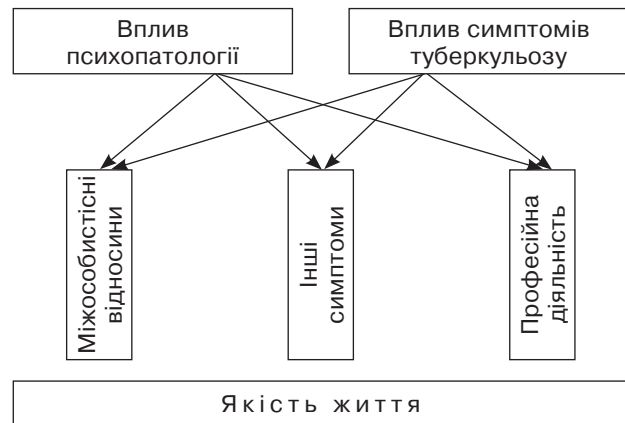 Вплив
психопатології
Вплив симптомів
туберкульозу
Міжособистісні
відносини
Інші
симптоми
Професійна
діяльність
Якість життя